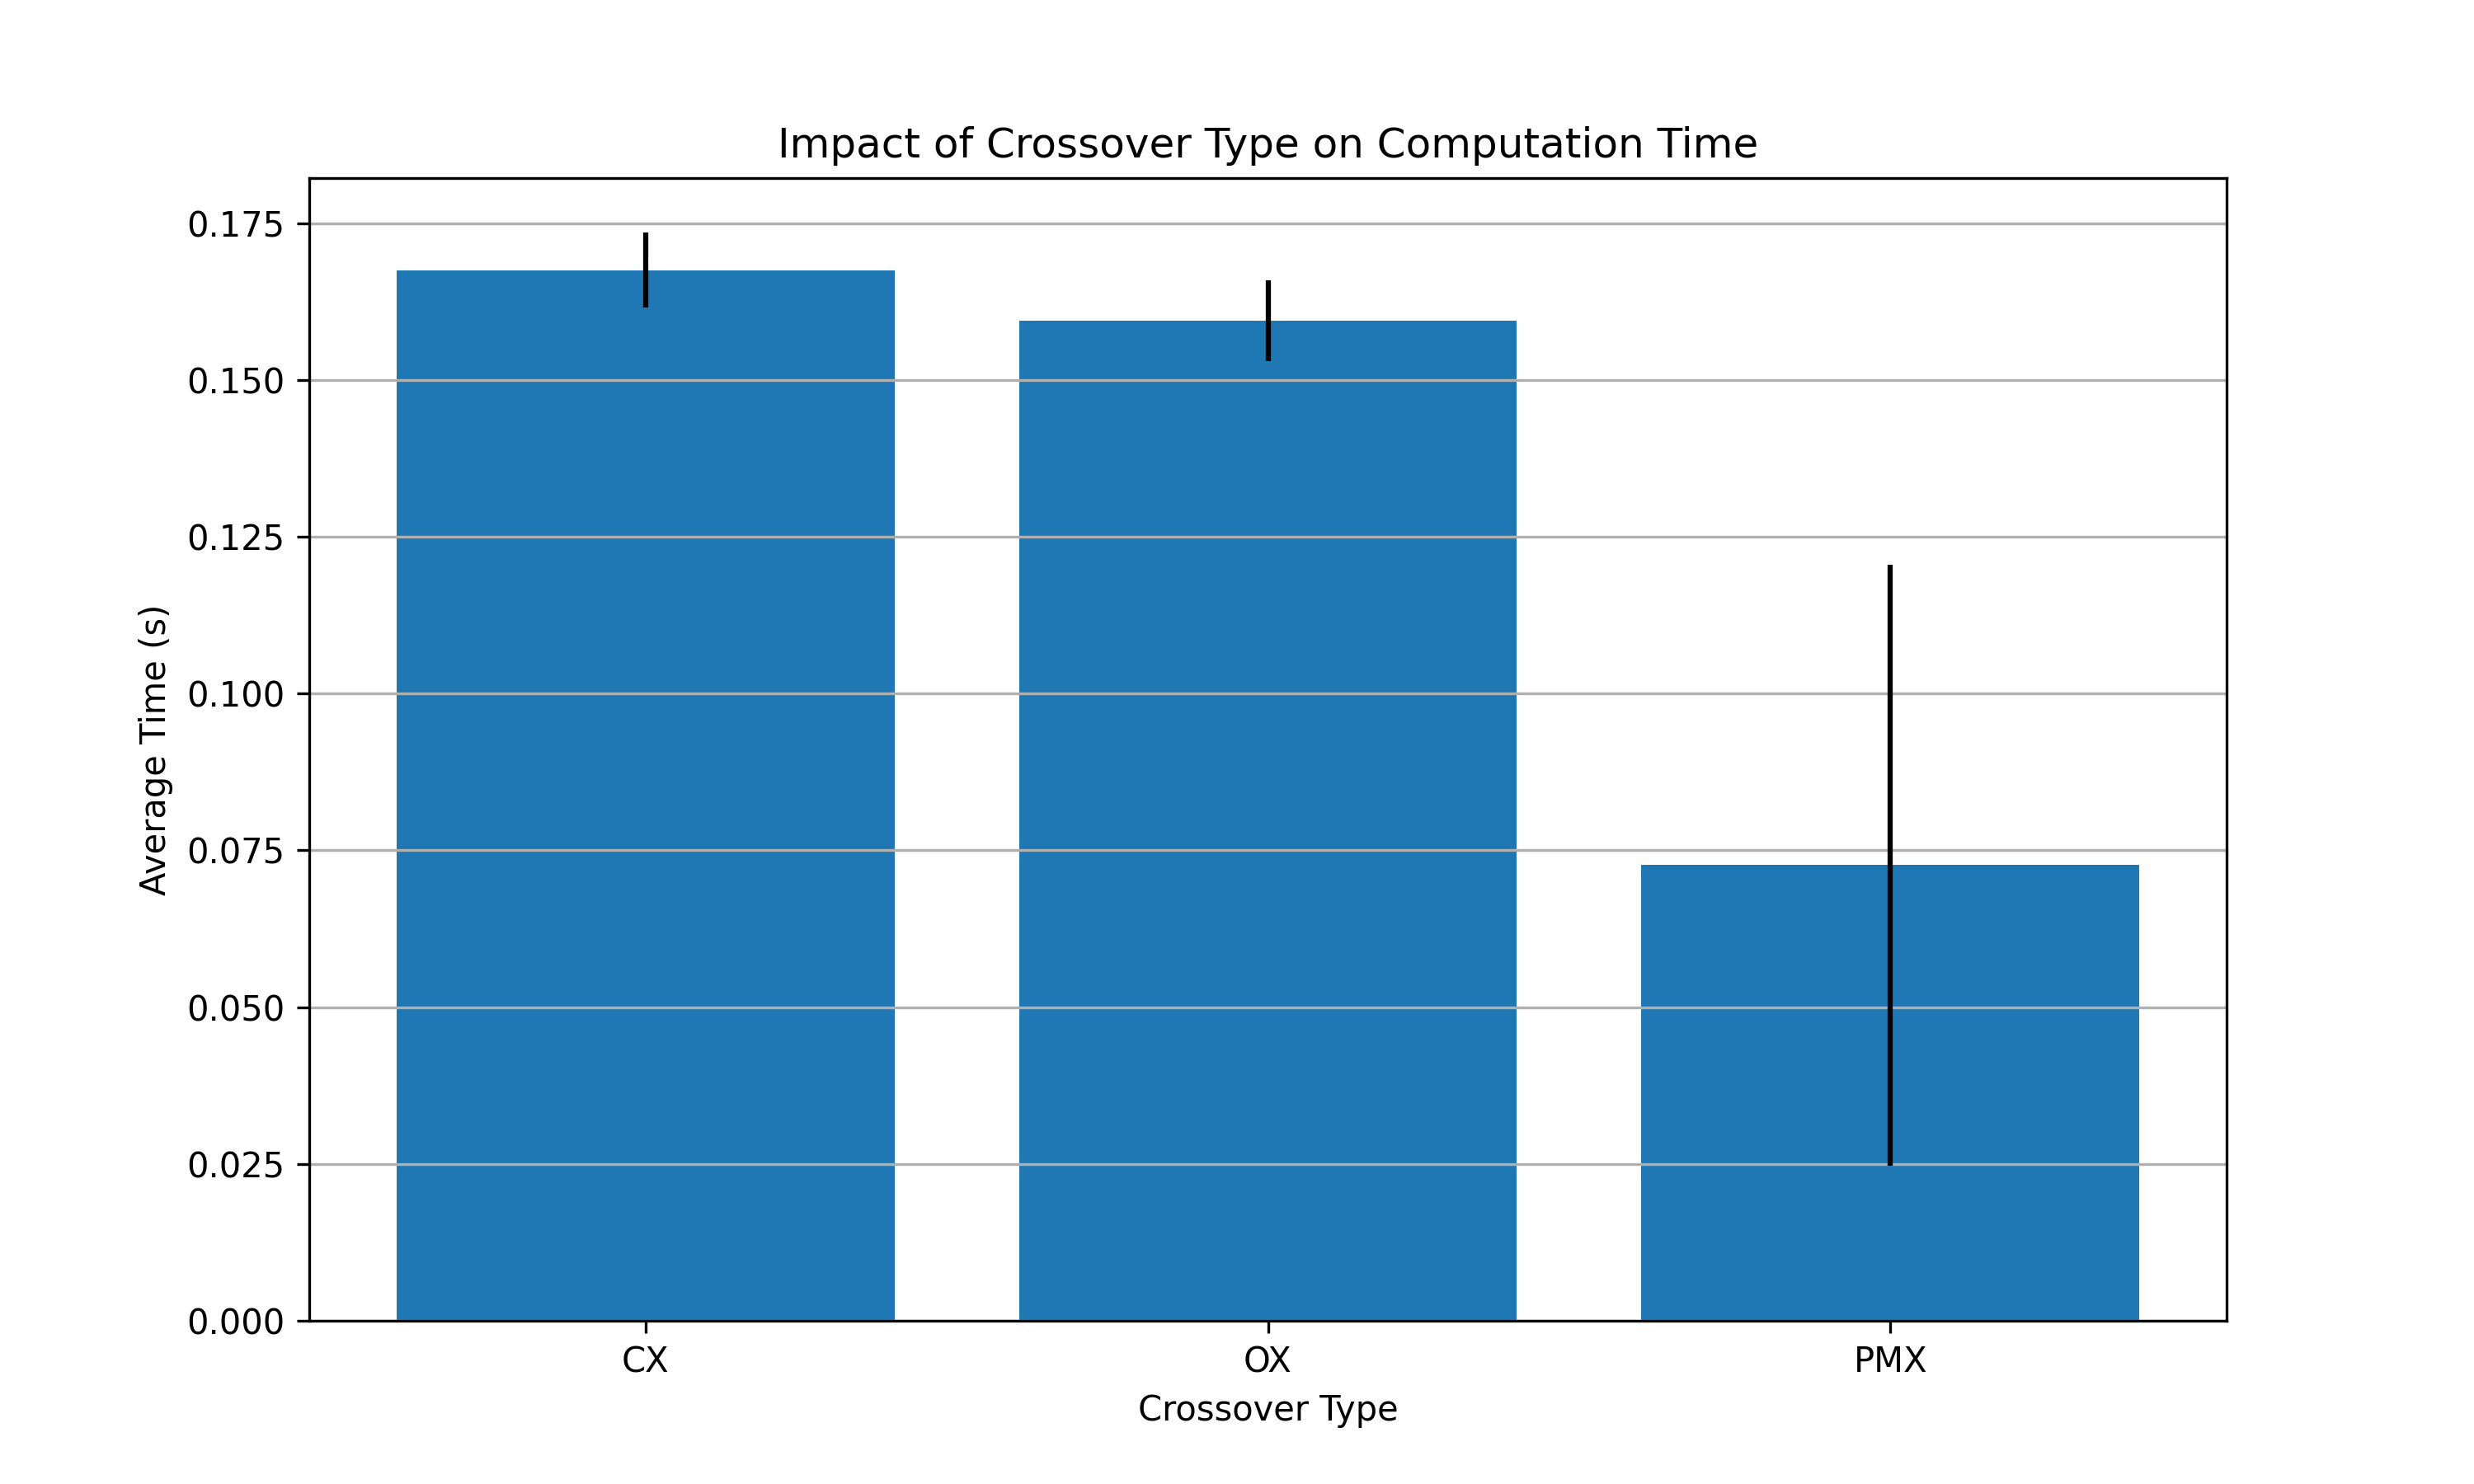 Impact of Crossover Type on Computation Time
0.175
0.150
0.125
0.100
0.075
0.050
0.025
0.000
Average Time (s)
CX OX PMX
Crossover Type